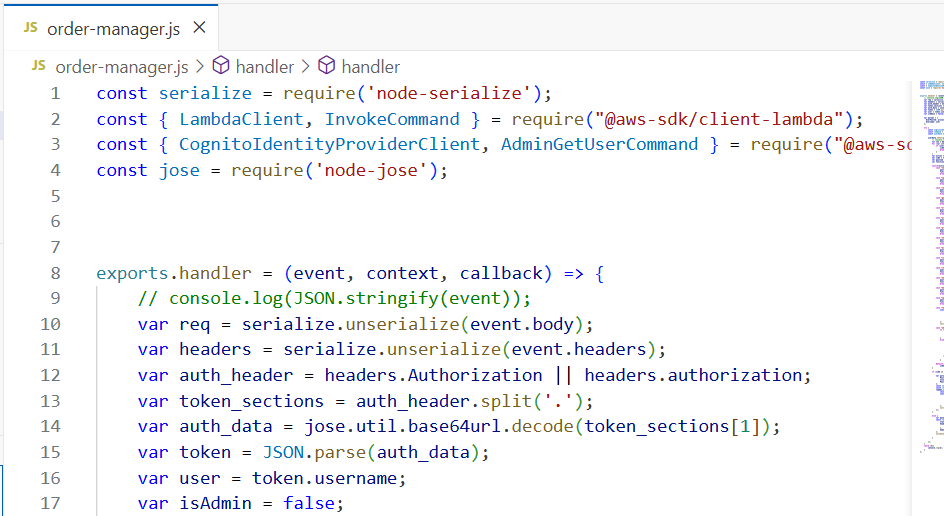 JS order-manager.js ×
JS order-manager.js > handler > handler
1 const serialize = require('node-serialize');
2 const { LambdaClient, InvokeCommand } = require("@aws-sdk/client-lambda");
3 const { CognitoIdentityProviderClient, AdminGetUserCommand } = require("@aws-sd
4 const jose = require('node-jose');
5
6
7
8 exports.handler = (event, context, callback) => {
9 // console.log(JSON.stringify(event));
10 var req = serialize.unserialize(event.body);
11 var headers = serialize.unserialize(event.headers);
12 var auth_header = headers.Authorization || headers.authorization;
13 var token_sections = auth_header.split('.');
14 var auth_data = jose.util.base64url.decode(token_sections[1]);
15 var token = JSON.parse(auth_data);
16 var user = token.username;
17 var isAdmin = false;